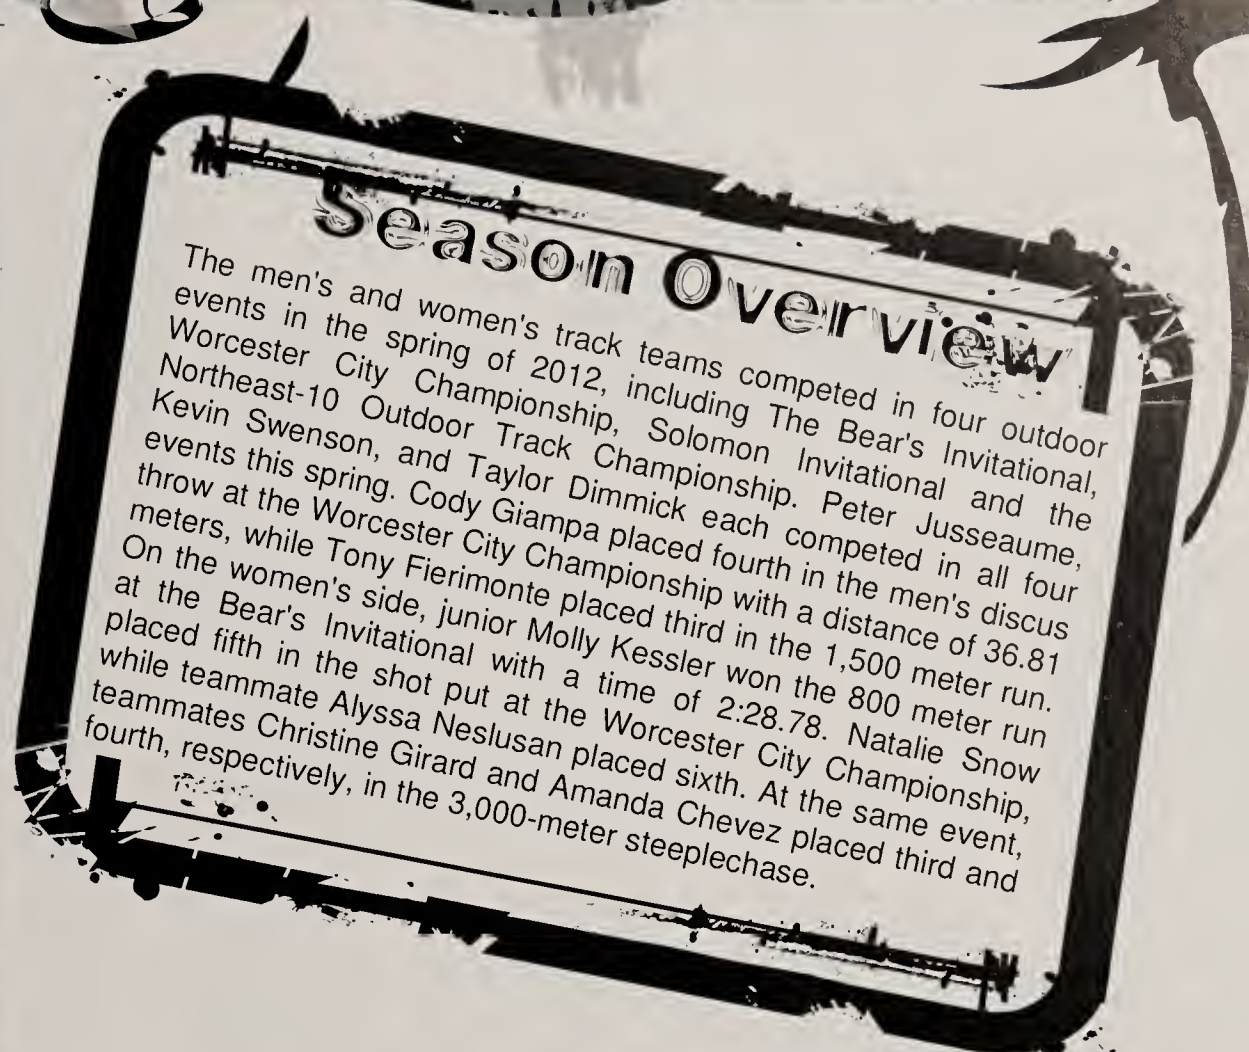 Season Overview
The men's and women's track teams competed in four outdoor
events in the spring of 2012, including The Bear's Invitational,
Worcester City Championship, Solomon Invitational and the
Northeast-10 Outdoor Track Championship. Peter Jusseaume,
Kevin Swenson, and Taylor Dimmick each competed in all four
events this spring. Cody Giampa placed fourth in the men's discus
throw at the Worcester City Championship with a distance of 36.81
meters, while Tony Fierimonte placed third in the 1,500 meter run.
On the women's side, junior Molly Kessler won the 800 meter run
at the Bear's Invitational with a time of 2:28.78. Natalie Snow
placed fifth in the shot put at the Worcester City Championship,
while teammate Alyssa Neslusan placed sixth. At the same event,
teammates Christine Girard and Amanda Chevez placed third and
fourth, respectively, in the 3,000-meter steeplechase.